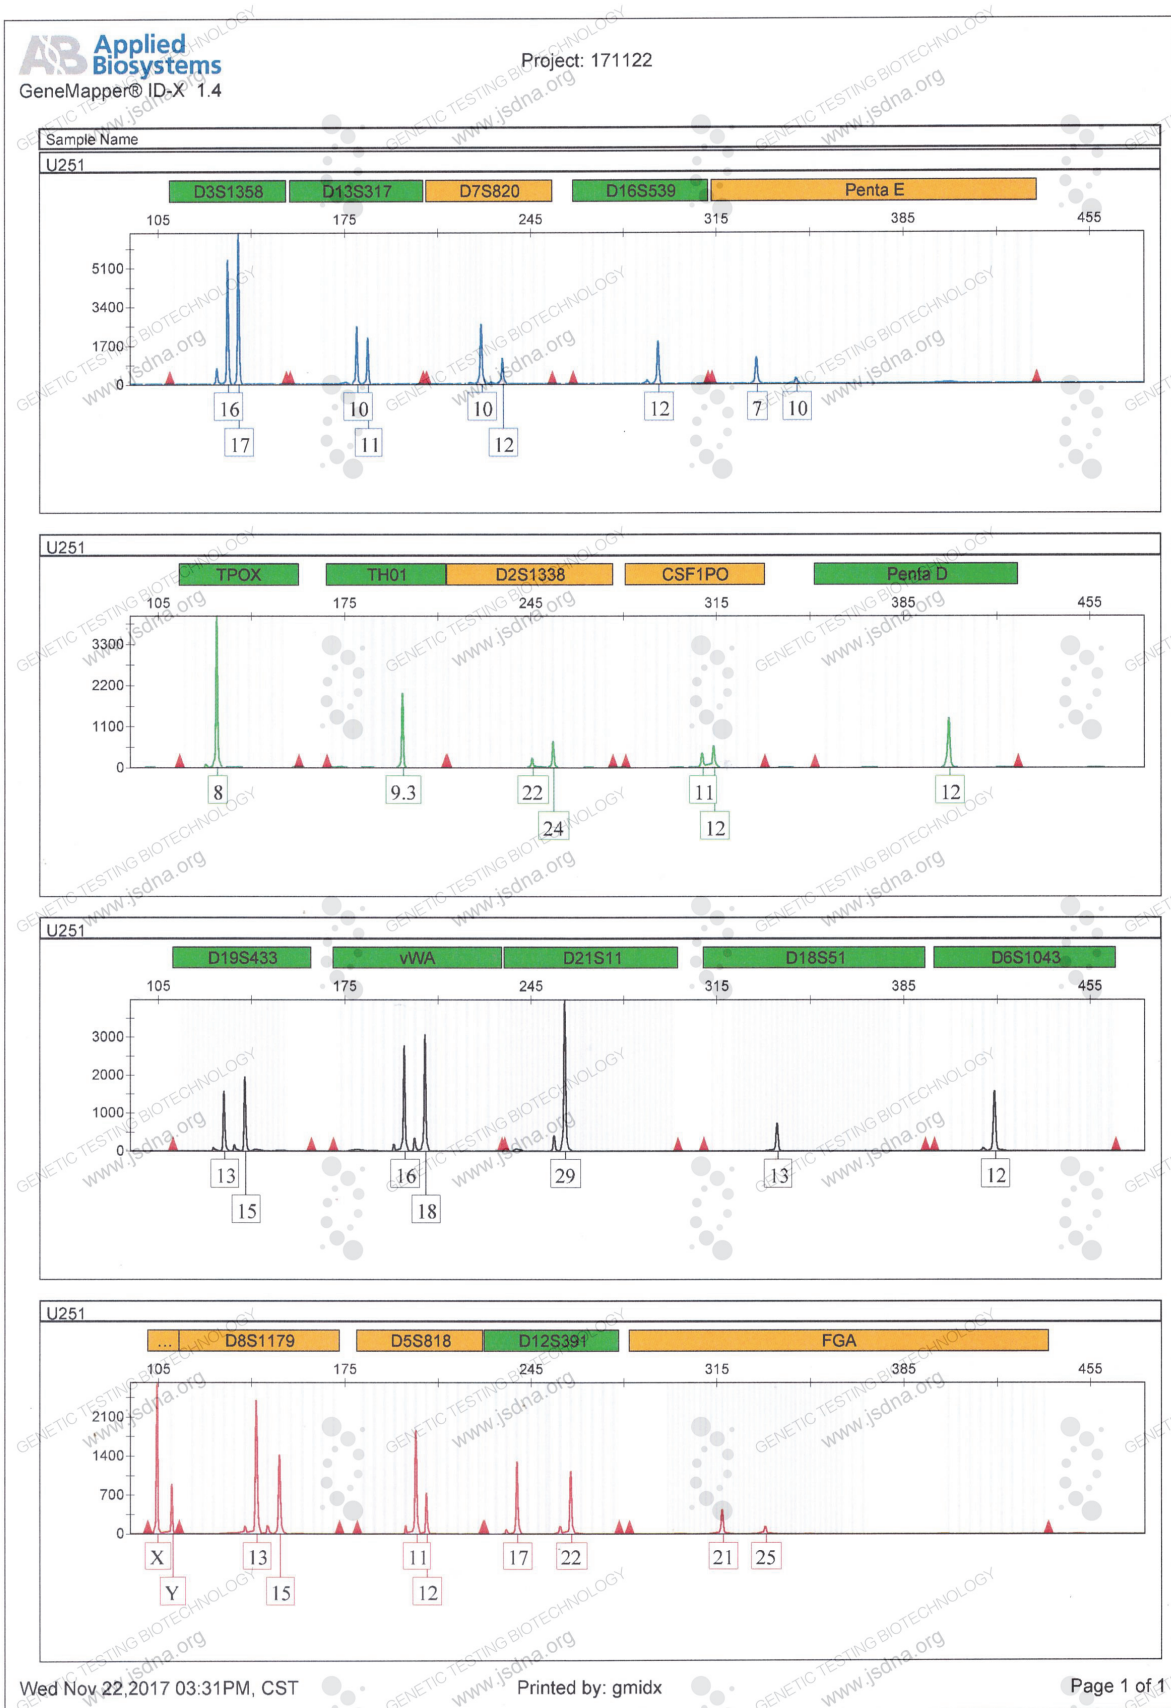 AB Applied
Biosystems
GeneMapper® ID-X 1.4
Project: 171122
Sample Name
U251
D3S1358 D13S317 D7S820 D16S539 Penta E
105 175 245 315 385 455
5100
3400
1700
0
16 10 10 12 7 10
17 11 12
U251
TPOX TH01 D2S1338 CSF1PO Penta D
105 175 245 315 385 455
3300
2200
1100
0
8 9.3 22 11 12
24 12
U251
D19S433 vWA D21S11 D18S51 D6S1043
105 175 245 315 385 455
3000
2000
1000
0
13 16 29 13 12
15 18
U251
... D8S1179 D5S818 D12S391 FGA
105 175 245 315 385 455
2100
1400
700
0
X 13 11 17 22 21 25
Y 15 12
Wed Nov 22,2017 03:31PM, CST Printed by: gmidx Page 1 of 1
GENETIC TESTING BIOTECHNOLOGY
www.jsdna.org